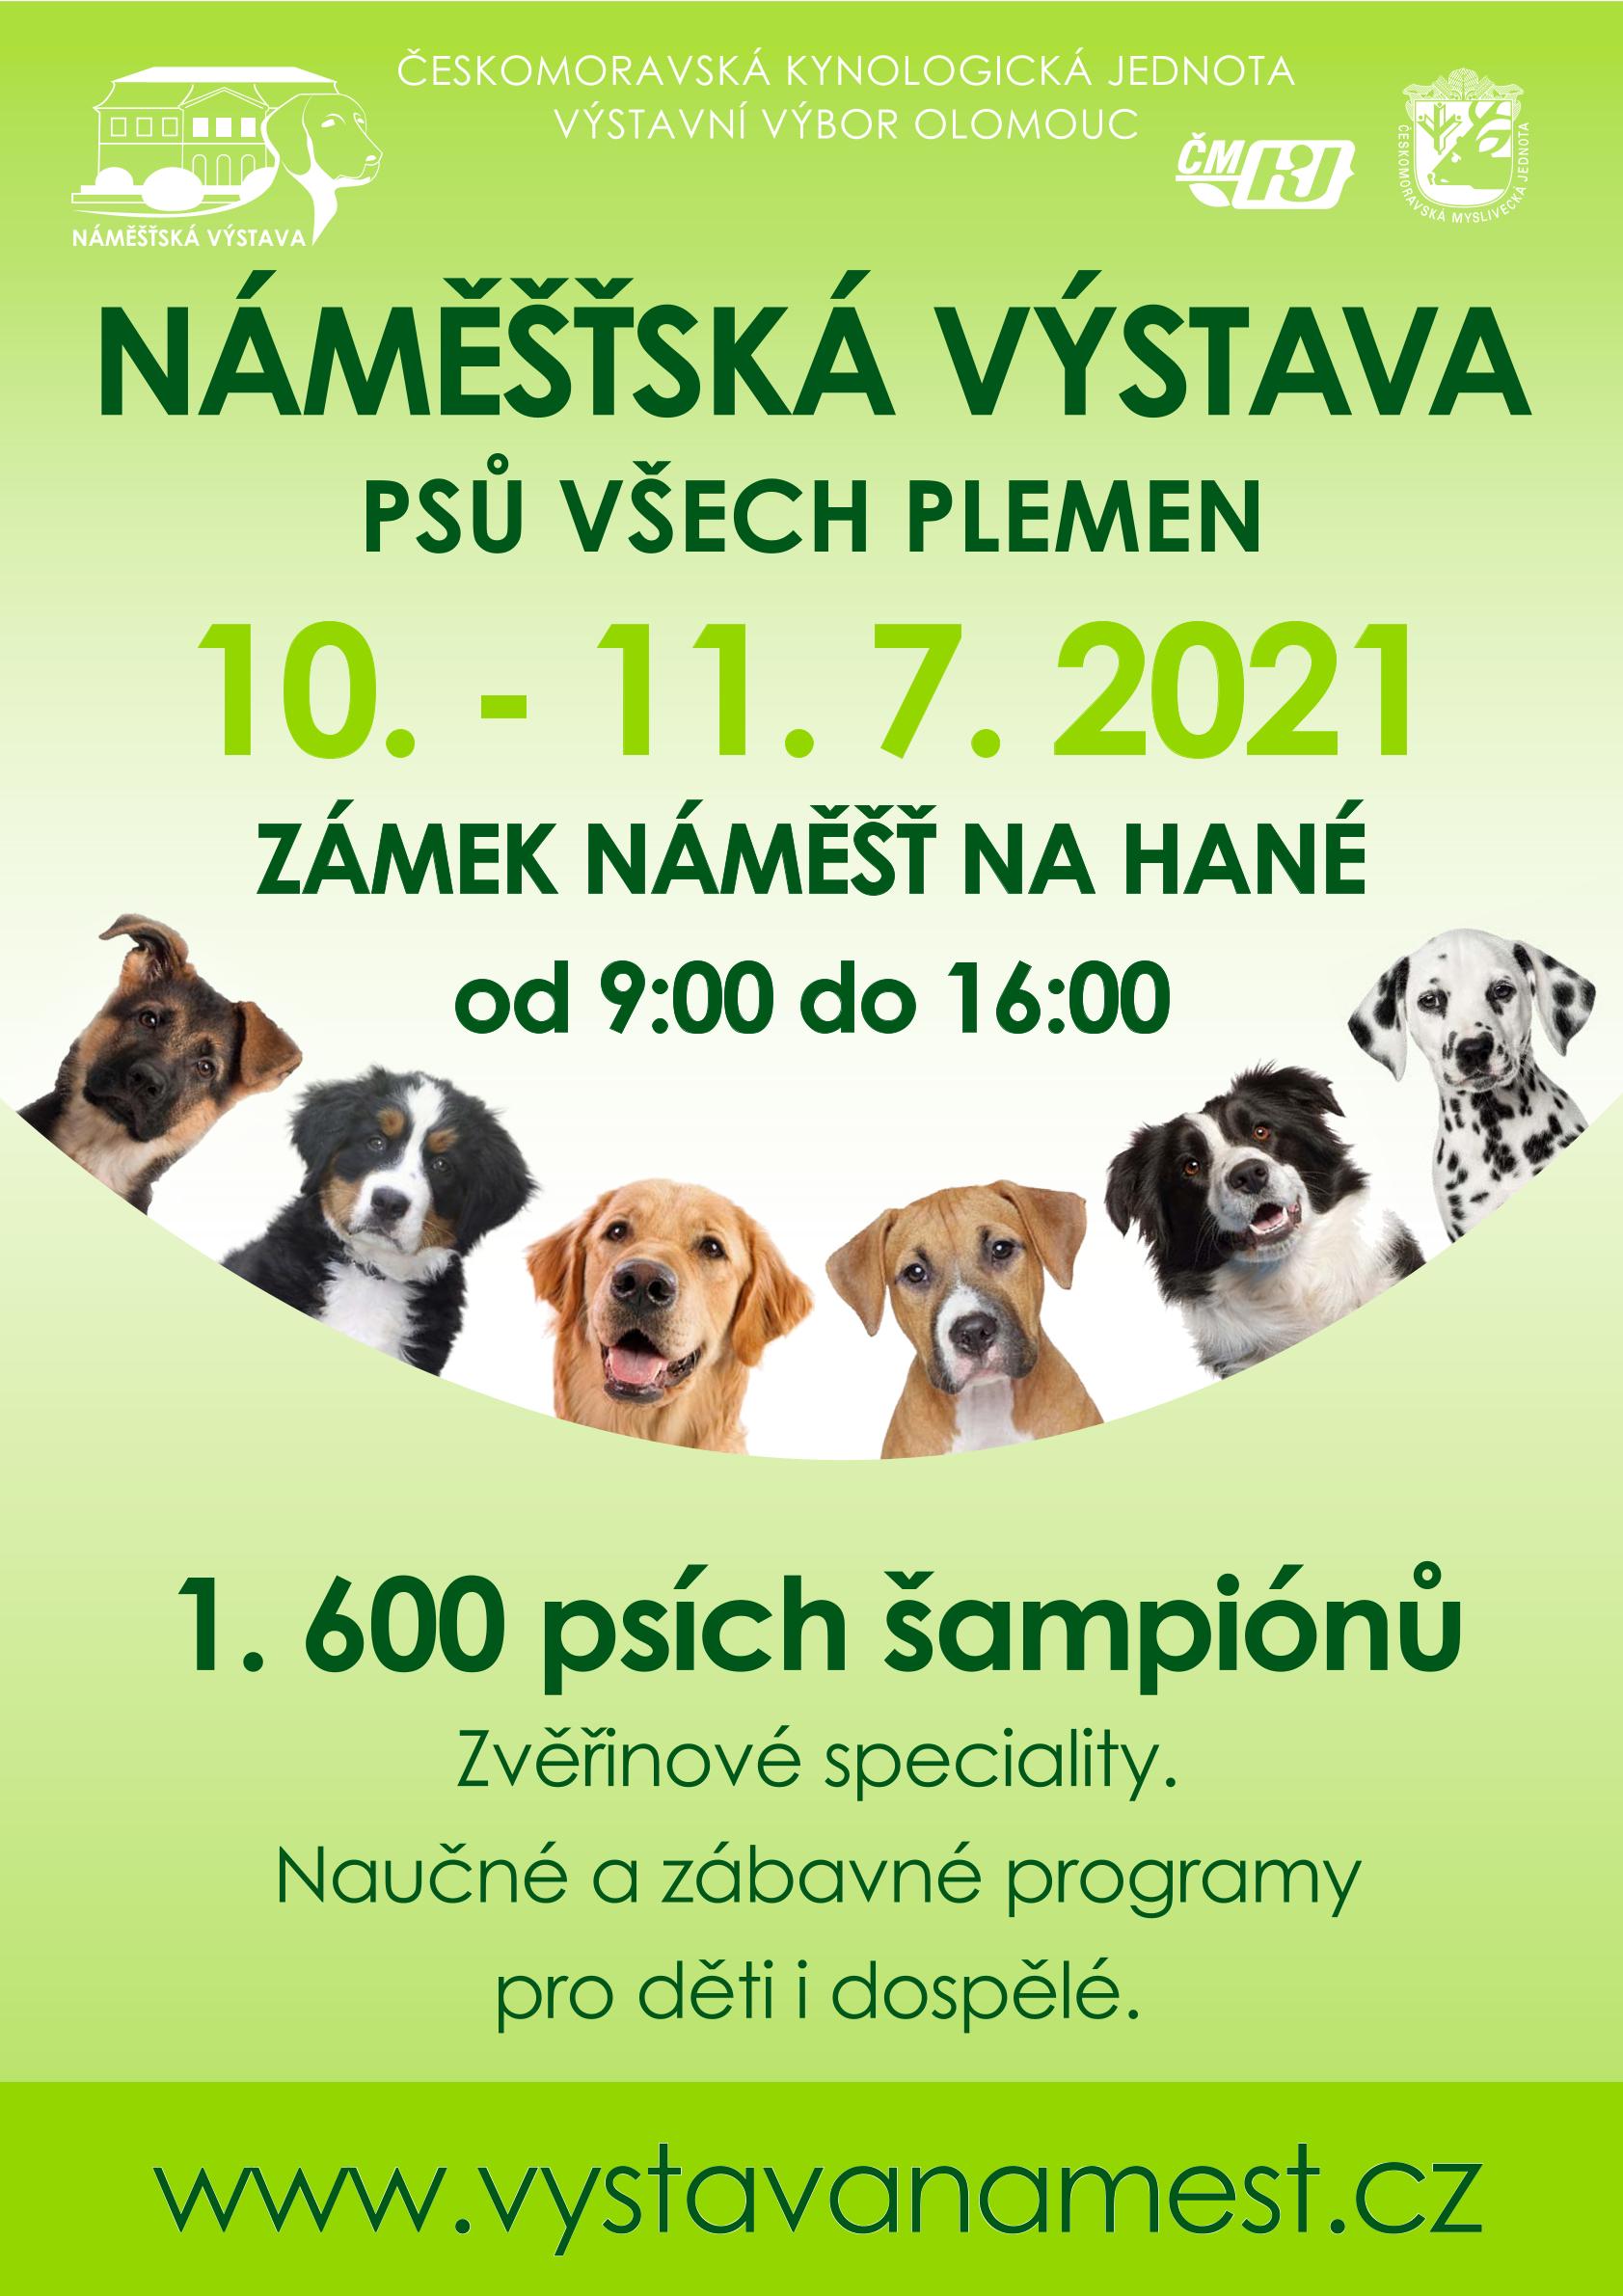 ČESKOMORAVSKÁ KYNOLOGICKÁ JEDNOTA
VÝSTAVNÍ VÝBOR OLOMOUC
NÁMĚŠŤSKÁ VÝSTAVA
ČMKJ
ČESKOMORAVSKÁ MYSLIVECKÁ JEDNOTA
NÁMĚŠŤSKÁ VÝSTAVA
PSŮ VŠECH PLEMEN
10. - 11. 7. 2021
ZÁMEK NÁMĚŠŤ NA HANÉ
od 9:00 do 16:00
1. 600 psích šampiónů
Zvěřinové speciality.
Naučné a zábavné programy
pro děti i dospělé.
www.vystavanamest.cz